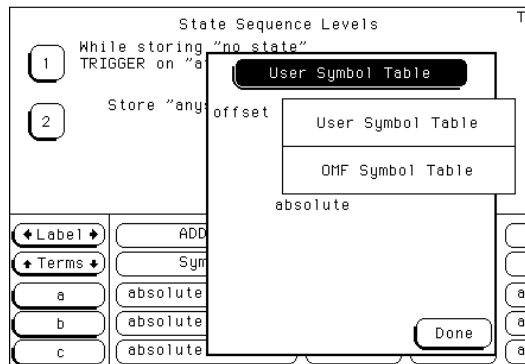 State Sequence Levels
While storing "no state"
TRIGGER on "a
1
Store "any
2
User Symbol Table
offset
User Symbol Table
OMF Symbol Table
absolute
Label
ADD
Terms
Sym
a
absolute
b
absolute
c
absolute
Done